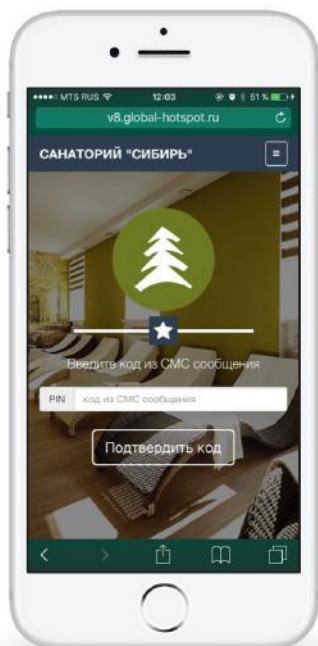 MTS RUS 12:03 51 %
v8.global-hotspot.ru
САНАТОРИЙ "СИБИРЬ"
Введите код из СМС сообщения
PIN код из СМС сообщения
Подтвердить код